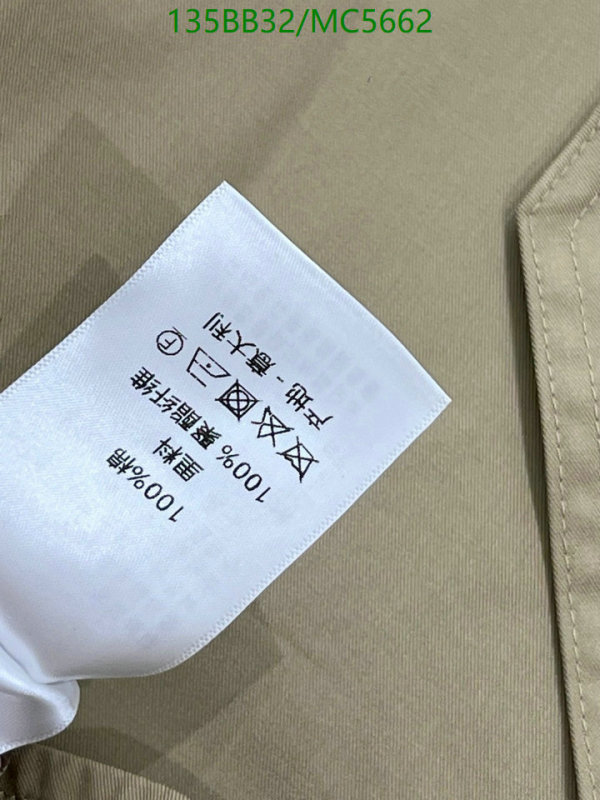 135BB32/MC5662
100%棉
里料
100% 聚酯纤维
F
产地 - 意大利